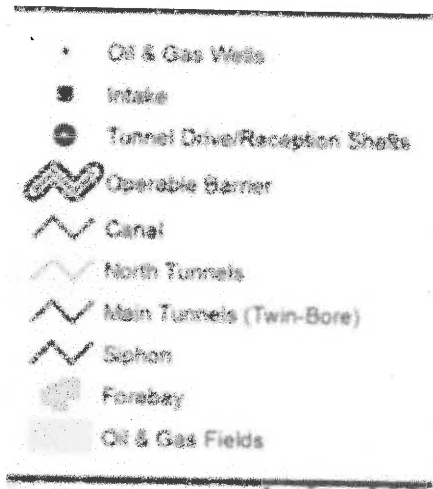 Oil & Gas Wells
Intake
Tunnel Drive/Reception Shafts
Operable Barrier
Canal
North Tunnels
Main Tunnels (Twin-Bore)
Siphon
Forebay
Oil & Gas Fields